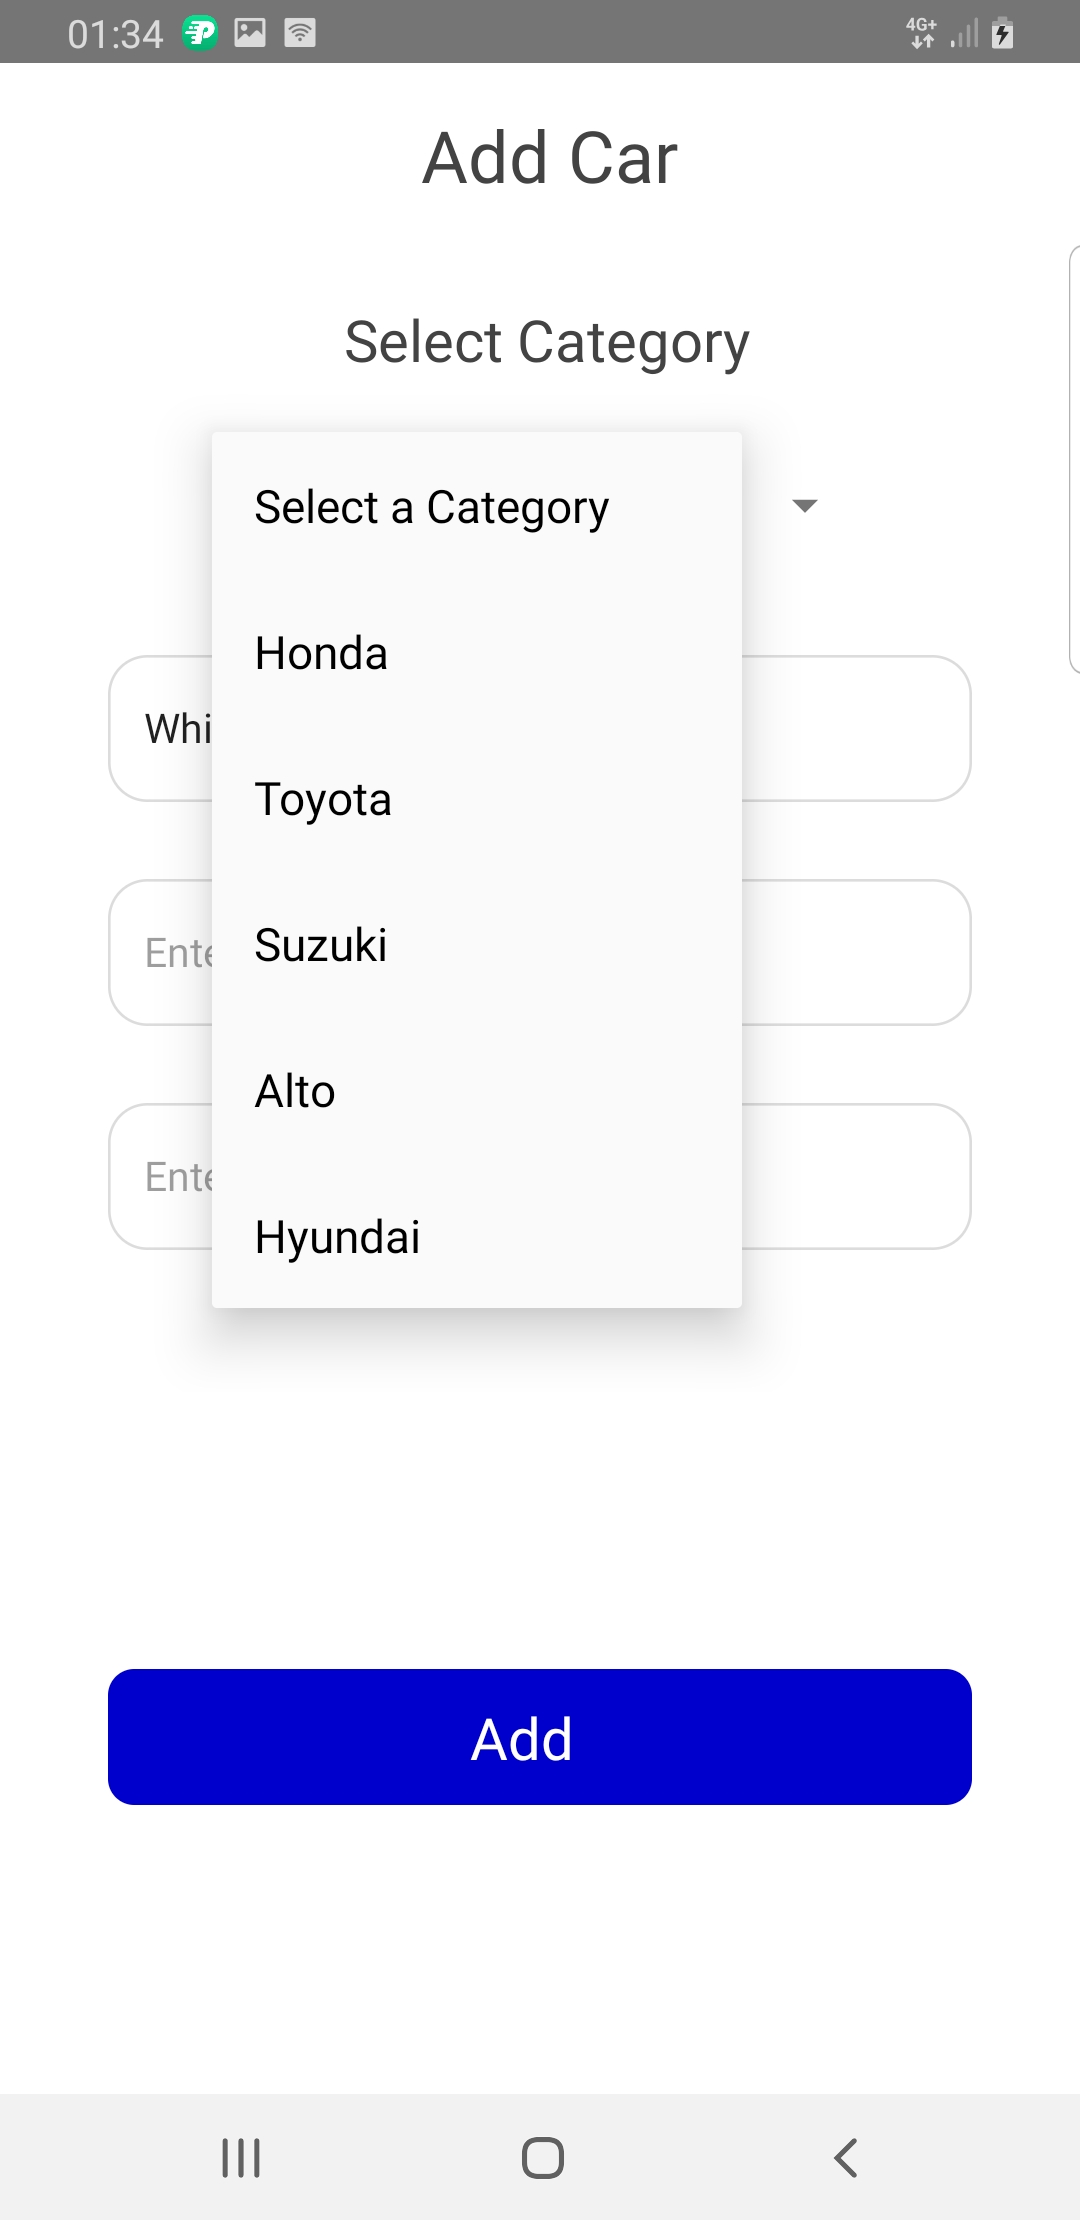 01:34
4G+
Add Car
Select Category
Select a Category
Honda
Whi
Toyota
Suzuki
Ente
Alto
Ente
Hyundai
Add